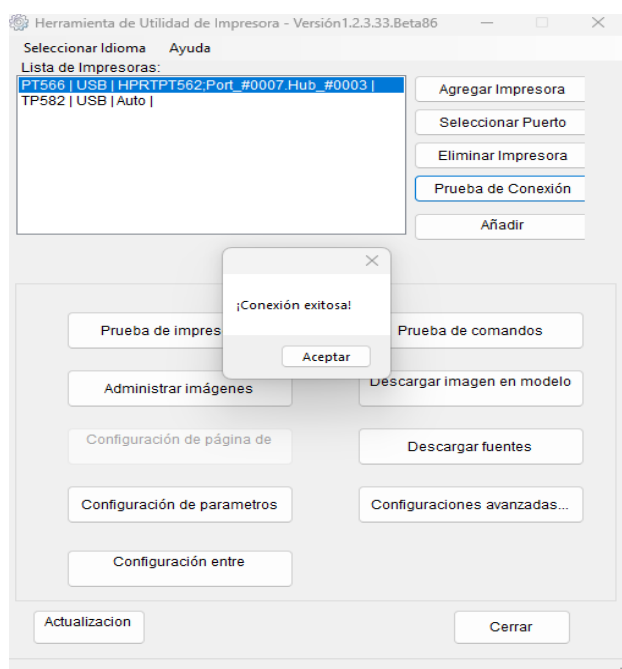 Herramienta de Utilidad de Impresora - Versión1.2.3.33.Beta86
Seleccionar Idioma Ayuda
Lista de Impresoras:
PT566 | USB | HPRTPT562;Port_#0007.Hub_#0003 |
TP582 | USB | Auto |
Agregar Impresora
Seleccionar Puerto
Eliminar Impresora
Prueba de Conexión
Añadir
¡Conexión exitosa!
Aceptar
Prueba de impres
Prueba de comandos
Administrar imágenes
Descargar imagen en modelo
Configuración de página de
Descargar fuentes
Configuración de parametros
Configuraciones avanzadas...
Configuración entre
Actualizacion
Cerrar